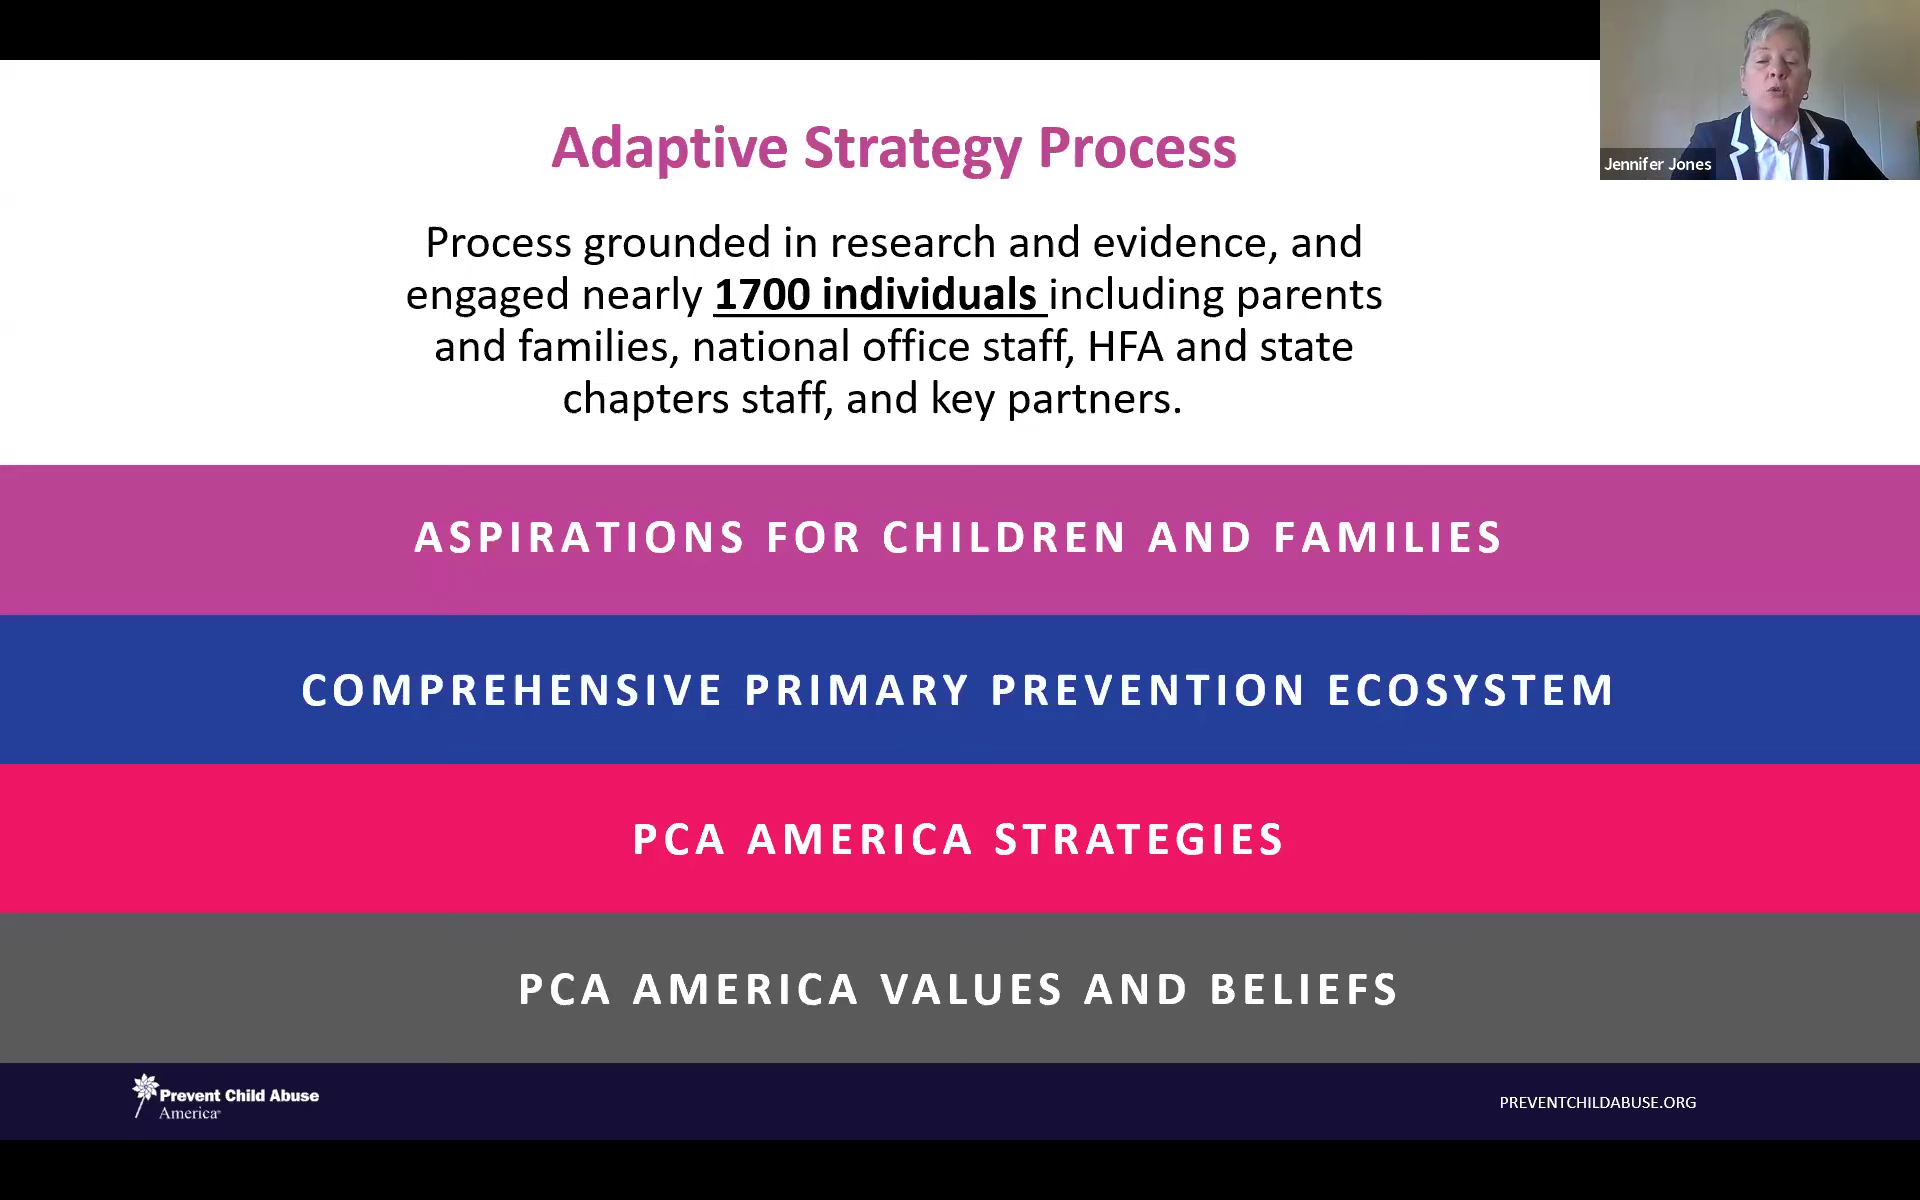 Jennifer Jones
Adaptive Strategy Process
Process grounded in research and evidence, and
engaged nearly 1700 individuals including parents
and families, national office staff, HFA and state
chapters staff, and key partners.
ASPIRATIONS FOR CHILDREN AND FAMILIES
COMPREHENSIVE PRIMARY PREVENTION ECOSYSTEM
PCA AMERICA STRATEGIES
PCA AMERICA VALUES AND BELIEFS
Prevent Child Abuse
America®
PREVENTCHILDABUSE.ORG